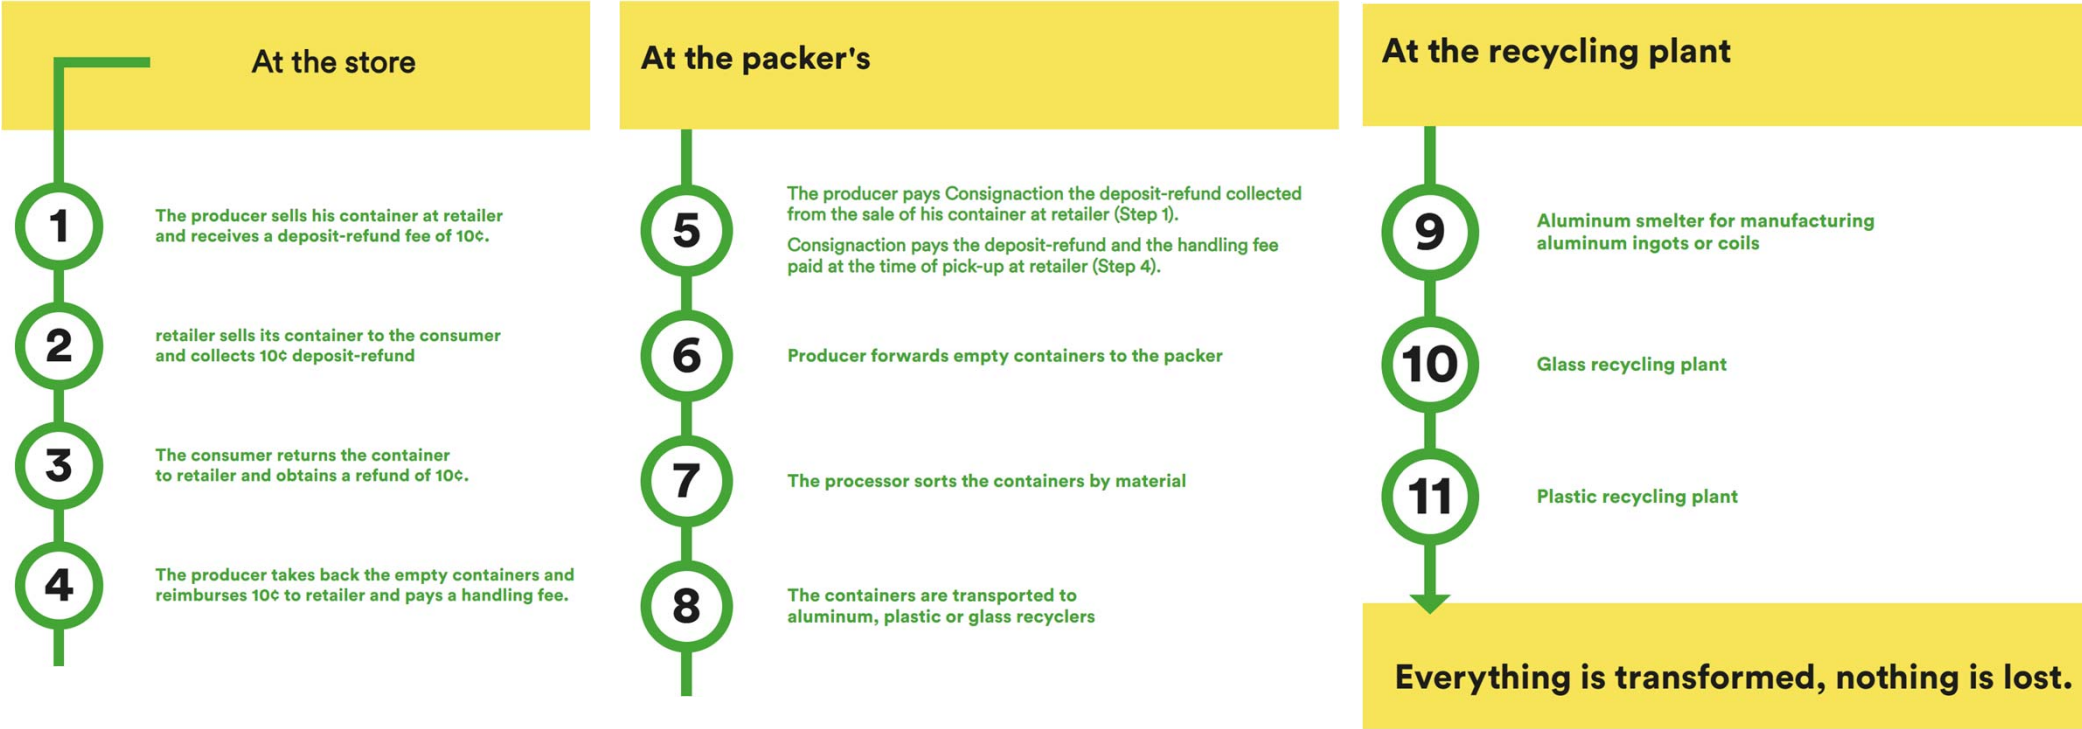 At the store
1
The producer sells his container at retailer
and receives a deposit-refund fee of 10¢.
2
retailer sells its container to the consumer
and collects 10¢ deposit-refund
3
The consumer returns the container
to retailer and obtains a refund of 10¢.
4
The producer takes back the empty containers and
reimburses 10¢ to retailer and pays a handling fee.
At the packer's
5
The producer pays Consignaction the deposit-refund collected
from the sale of his container at retailer (Step 1).
Consignaction pays the deposit-refund and the handling fee
paid at the time of pick-up at retailer (Step 4).
6
Producer forwards empty containers to the packer
7
The processor sorts the containers by material
8
The containers are transported to
aluminum, plastic or glass recyclers
At the recycling plant
9
Aluminum smelter for manufacturing
aluminum ingots or coils
10
Glass recycling plant
11
Plastic recycling plant
Everything is transformed, nothing is lost.